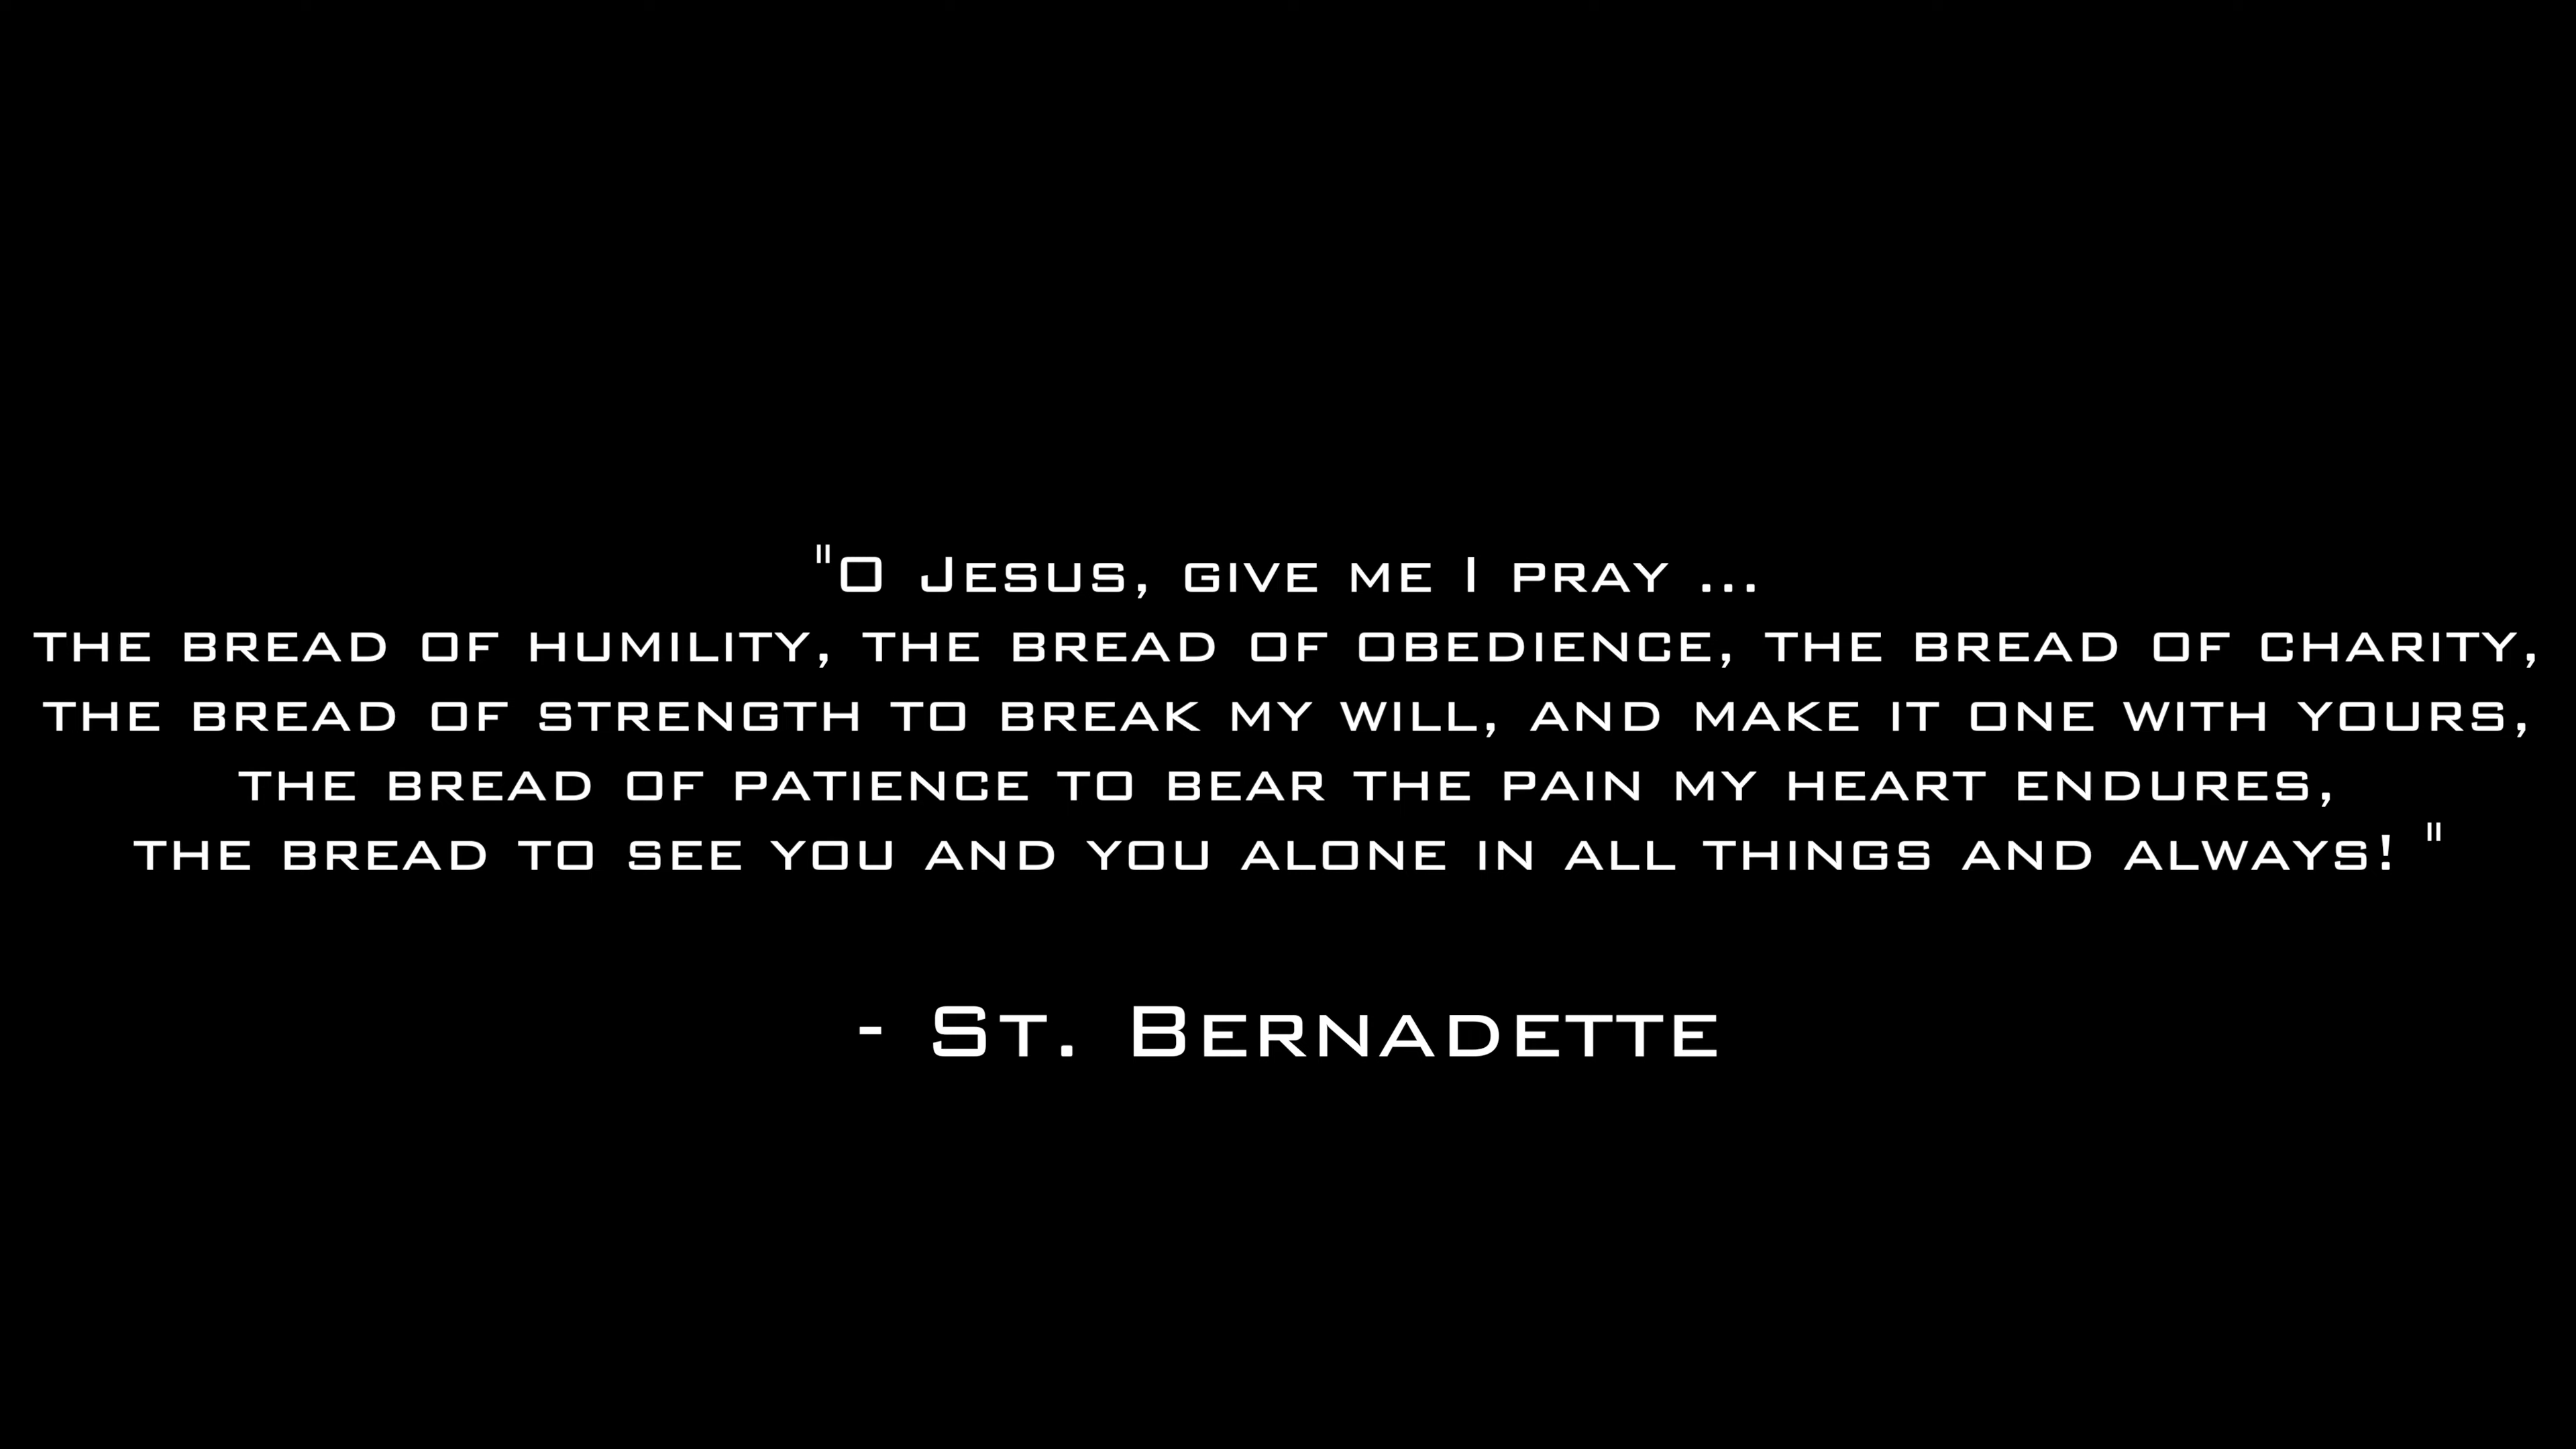 "O Jesus, give me I pray ...
the bread of humility, the bread of obedience, the bread of charity,
the bread of strength to break my will, and make it one with yours,
the bread of patience to bear the pain my heart endures,
the bread to see you and you alone in all things and always! "
- St. Bernadette